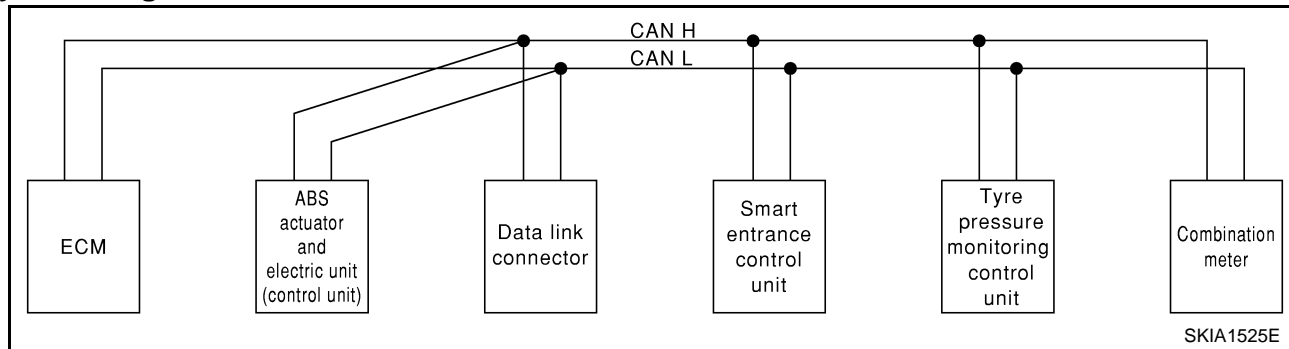 CAN H
CAN L
ECM
ABS
actuator
and
electric unit
(control unit)
Data link
connector
Smart
entrance
control
unit
Tyre
pressure
monitoring
control
unit
Combination
meter
SKIA1525E